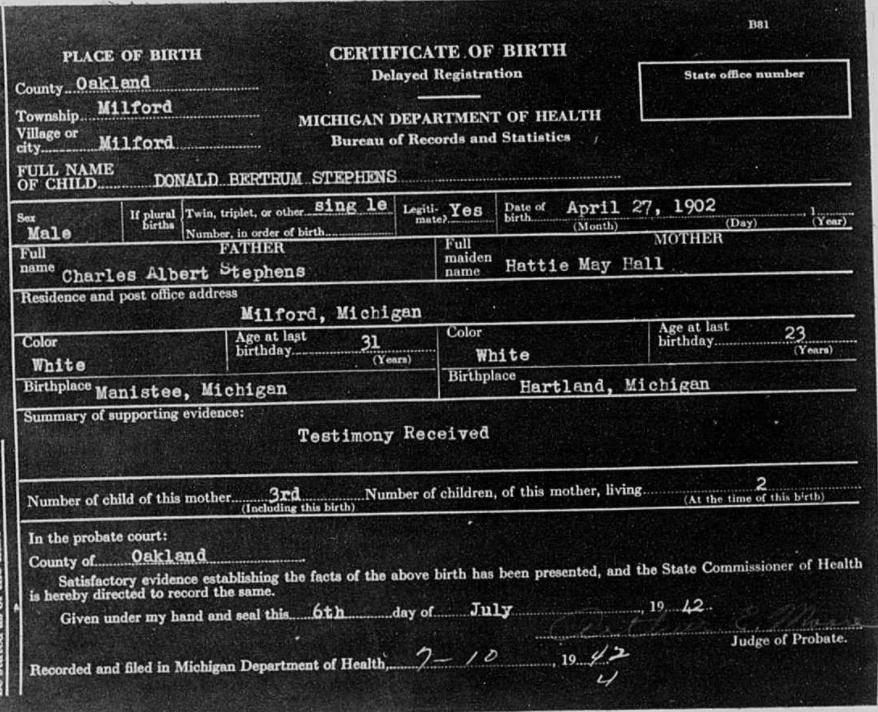 B81
PLACE OF BIRTH
CERTIFICATE OF BIRTH
Delayed Registration
State office number
County Oakland
Township Milford
MICHIGAN DEPARTMENT OF HEALTH
Bureau of Records and Statistics
Village or
city Milford
FULL NAME
OF CHILD DONALD BERTRUM STEPHENS
Sex
Male
If plural
births
Twin, triplet, or other sing le
Number, in order of birth
Legiti-
mate? Yes
Date of
birth April 27, 1902 , 1
(Month) (Day) (Year)
FATHER
Full
name Charles Albert Stephens
MOTHER
Full
maiden
name Hattie May Hall
Residence and post office address
Milford, Michigan
Color
White
Age at last
birthday 31
(Years)
Color
White
Age at last
birthday 23
(Years)
Birthplace Manistee, Michigan
Birthplace Hartland, Michigan
Summary of supporting evidence:
Testimony Received
Number of child of this mother 3rd Number of children, of this mother, living 2
(Including this birth) (At the time of this birth)
In the probate court:
County of Oakland
Satisfactory evidence establishing the facts of the above birth has been presented, and the State Commissioner of Health
is hereby directed to record the same.
Given under my hand and seal this 6th day of July , 19 42.
Judge of Probate.
Recorded and filed in Michigan Department of Health, 7-10 , 19 42
4